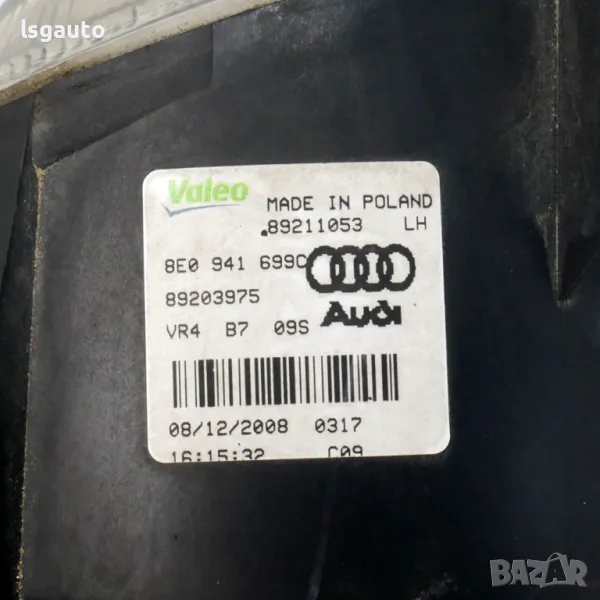 lsgauto
Valeo
MADE IN POLAND
89211053 LH
8E0 941 699C
89203975
Audi
VR4 B7 09S
08/12/2008 0317
16:15:32 C09
BAZAR